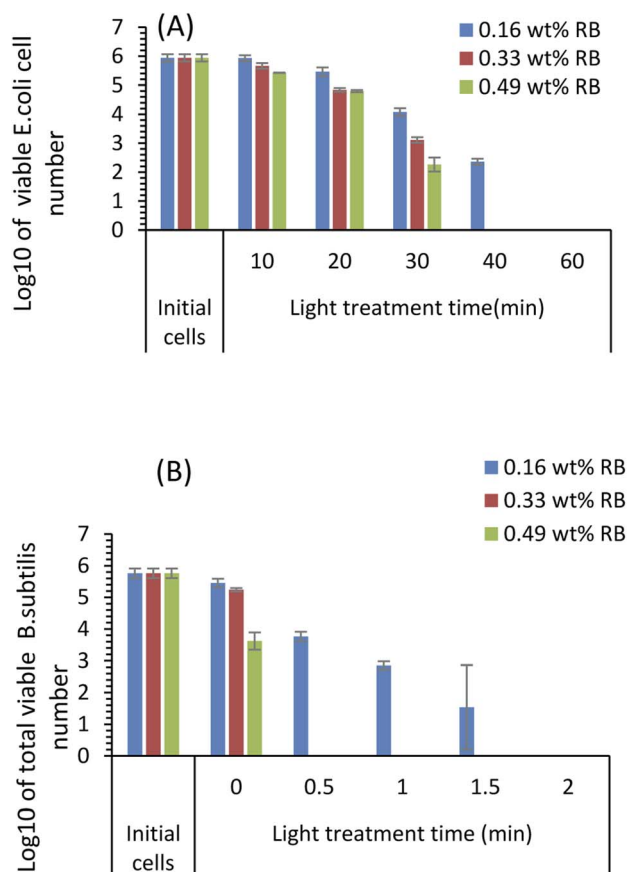 (A)
0.16 wt% RB
0.33 wt% RB
0.49 wt% RB
Log10 of viable E.coli cell
number
6
5
4
3
2
1
0
7
10 20 30 40 60
Initial
cells
Light treatment time(min)
(B)
0.16 wt% RB
0.33 wt% RB
0.49 wt% RB
Log10 of total viable B.subtilis
number
7
6
5
4
3
2
1
0
0 0.5 1 1.5 2
Initial
cells
Light treatment time (min)